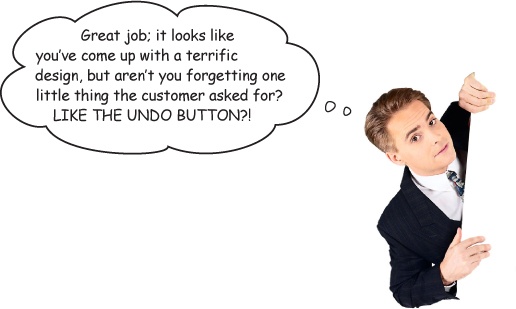 Great job; it looks like
you've come up with a terrific
design, but aren't you forgetting one
little thing the customer asked for?
LIKE THE UNDO BUTTON?!